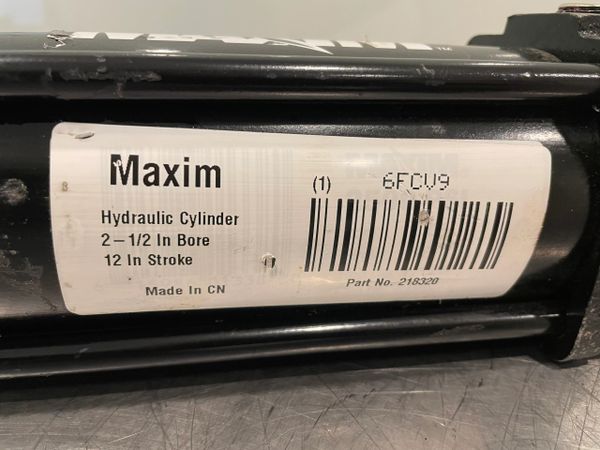 Maxim
Hydraulic Cylinder
2-1/2 In Bore
12 In Stroke
Made In CN
(1) 6FCV9
Part No. 218320
TM